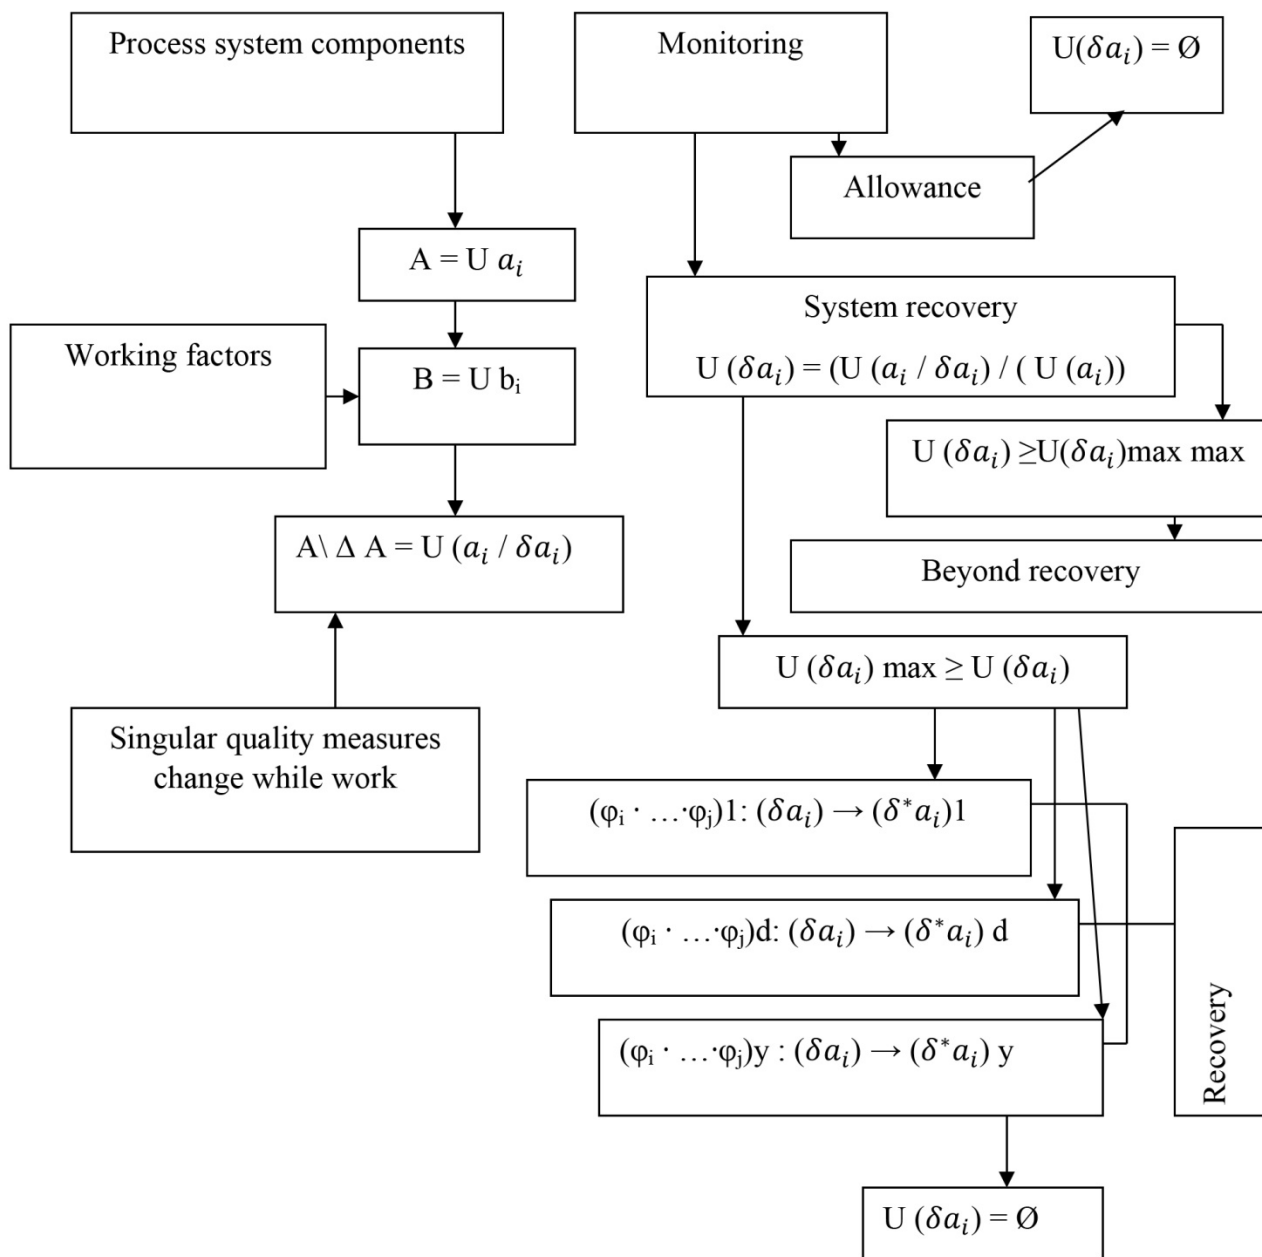 Process system components
Monitoring
U(δaᵢ) = Ø
Allowance
A = U aᵢ
System recovery
U (δaᵢ) = (U (aᵢ / δaᵢ) / ( U (aᵢ))
Working factors
B = U bᵢ
U (δaᵢ) ≥U(δaᵢ)max max
A\ Δ A = U (aᵢ / δaᵢ)
Beyond recovery
U (δaᵢ) max ≥ U (δaᵢ)
Singular quality measures
change while work
(φᵢ · …·φⱼ)1: (δaᵢ) → (δ*aᵢ)1
(φᵢ · …·φⱼ)d: (δaᵢ) → (δ*aᵢ) d
(φᵢ · …·φⱼ)y : (δaᵢ) → (δ*aᵢ) y
Recovery
U (δaᵢ) = Ø